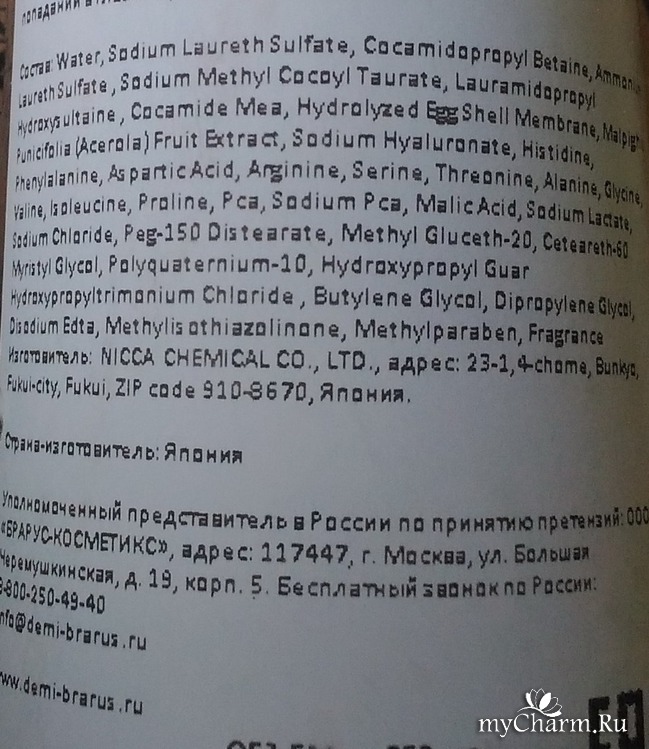 попадании в
Состав: Water, Sodium Laureth Sulfate, Cocamidopropyl Betaine, Ammonium
Laureth Sulfate, Sodium Methyl Cocoyl Taurate, Lauramidopropyl
Hydroxysultaine, Cocamide Mea, Hydrolyzed Egg Shell Membrane, Malpigh
Punicifolia (Acerola) Fruit Extract, Sodium Hyaluronate, Histidine,
Phenylalanine, Aspartic Acid, Arginine, Serine, Threonine, Alanine, Glycine,
Valine, Isoleucine, Proline, Pca, Sodium Pca, Malic Acid, Sodium Lactate,
Sodium Chloride, Peg-150 Distearate, Methyl Gluceth-20, Ceteareth-60
Myristyl Glycol, Polyquaternium-10, Hydroxypropyl Guar
Hydroxypropyltrimonium Chloride, Butylene Glycol, Dipropylene Glycol,
Disodium Edta, Methylisothiazolinone, Methylparaben, Fragrance
Изготовитель: NICCA CHEMICAL CO., LTD., адрес: 23-1,4-chome, Bunkyo,
Fukui-city, Fukui, ZIP code 910-8670, Япония.
Страна-изготовитель: Япония
Уполномоченный представитель в России по принятию претензий: ООО
«БРАРУС-КОСМЕТИКС», адрес: 117447, г. Москва, ул. Большая
Черемушкинская, д. 19, корп. 5. Бесплатный звонок по России:
8-800-250-49-40
info@demi-brarus.ru
www.demi-brarus.ru
myCharm.Ru